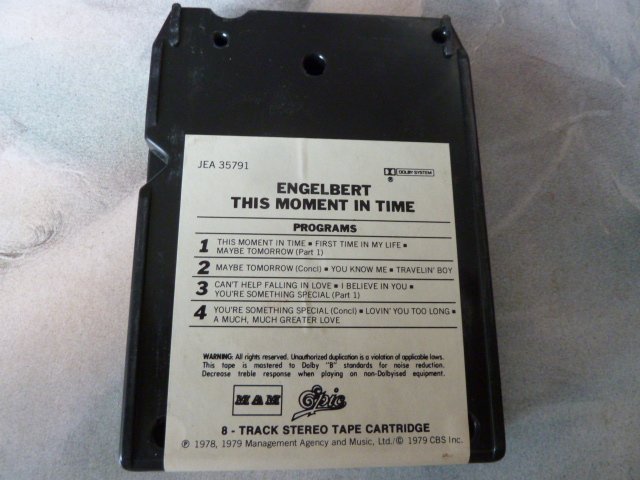 JEA 35791
DOLBY SYSTEM
®
ENGELBERT
THIS MOMENT IN TIME
PROGRAMS
1 THIS MOMENT IN TIME ▪ FIRST TIME IN MY LIFE ▪
MAYBE TOMORROW (Part 1)
2 MAYBE TOMORROW (Concl) ▪ YOU KNOW ME ▪ TRAVELIN' BOY
3 CAN'T HELP FALLING IN LOVE ▪ I BELIEVE IN YOU ▪
YOU'RE SOMETHING SPECIAL (Part 1)
4 YOU'RE SOMETHING SPECIAL (Concl) ▪ LOVIN' YOU TOO LONG ▪
A MUCH, MUCH GREATER LOVE
WARNING: All rights reserved. Unauthorized duplication is a violation of applicable laws.
This tape is mastered to Dolby "B" standards for noise reduction.
Decrease treble response when playing on non-Dolbyised equipment.
MAM Epic
8 - TRACK STEREO TAPE CARTRIDGE
℗ 1978, 1979 Management Agency and Music, Ltd./© 1979 CBS Inc.